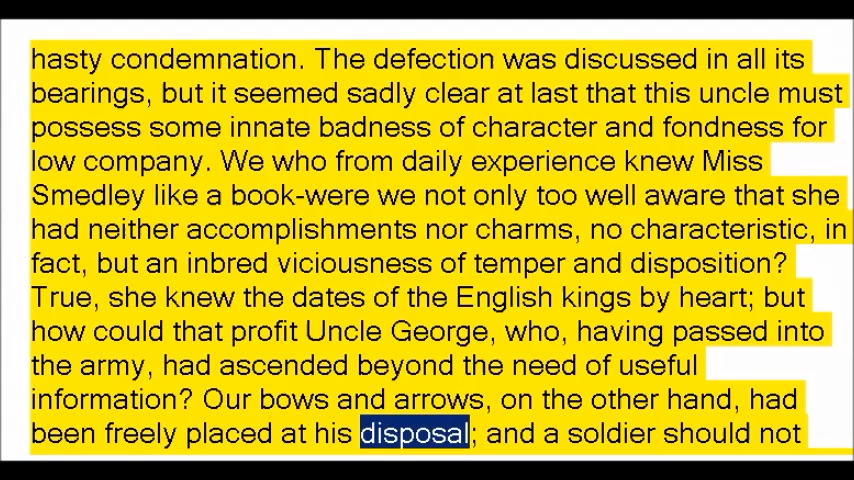 hasty condemnation. The defection was discussed in all its
bearings, but it seemed sadly clear at last that this uncle must
possess some innate badness of character and fondness for
low company. We who from daily experience knew Miss
Smedley like a book-were we not only too well aware that she
had neither accomplishments nor charms, no characteristic, in
fact, but an inbred viciousness of temper and disposition?
True, she knew the dates of the English kings by heart; but
how could that profit Uncle George, who, having passed into
the army, had ascended beyond the need of useful
information? Our bows and arrows, on the other hand, had
been freely placed at his disposal; and a soldier should not